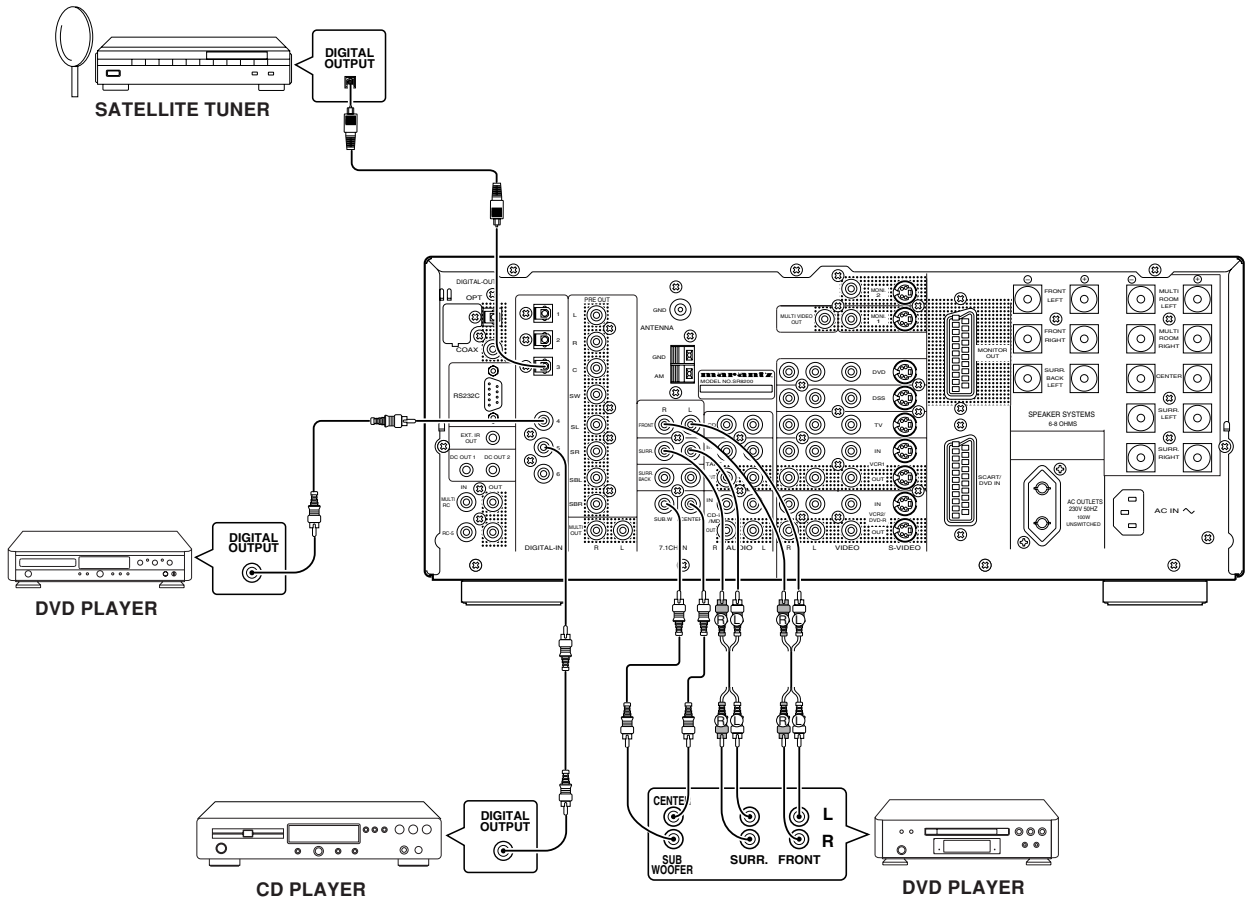 DIGITAL
OUTPUT
SATELLITE TUNER
DIGITAL-OUT
OPT
COAX
RS232C
EXT. IR
OUT
DC OUT 1 DC OUT 2
IN OUT
MULTI
RC
RC-5
1
2
3
4
5
6
DIGITAL-IN
PRE OUT
L
R
C
SW
SL
SR
SBL
SBR
MULTI
OUT
R L
GND
ANTENNA
GND
AM
marantz
MODEL NO. SR8200
R L
FRONT
SURR.
SURR.
BACK
SUB.W CENTER
7.1CH IN
IN
OUT
R AUDIO L
MULTI VIDEO
OUT
MONI.
2
MONI.
1
DVD
DSS
TV
IN
VCR1
OUT
IN
VCR2/
DVD-R
OUT
R L VIDEO S-VIDEO
MONITOR
OUT
SCART/
DVD IN
− + − +
FRONT
LEFT
FRONT
RIGHT
SURR.
BACK
LEFT
MULTI
ROOM
LEFT
MULTI
ROOM
RIGHT
CENTER
SURR.
LEFT
SURR.
RIGHT
SPEAKER SYSTEMS
6-8 OHMS
AC OUTLETS
230V 50HZ
100W
UNSWITCHED
AC IN ∼
DIGITAL
OUTPUT
DVD PLAYER
R L R L
R L R L
DIGITAL
OUTPUT
CD PLAYER
CENTER
L
R
SUB
WOOFER
SURR. FRONT
DVD PLAYER